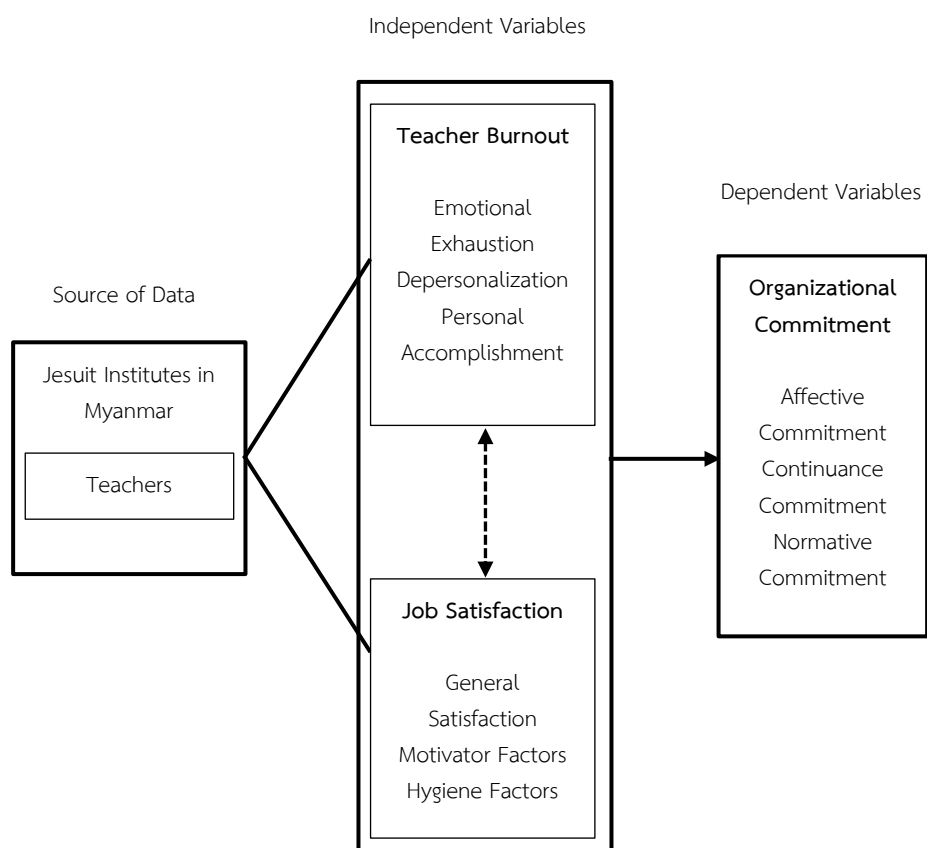 Independent Variables
Teacher Burnout
Emotional
Exhaustion
Depersonalization
Personal
Accomplishment
Dependent Variables
Organizational
Commitment
Affective
Commitment
Continuance
Commitment
Normative
Commitment
Source of Data
Jesuit Institutes in
Myanmar
Teachers
Job Satisfaction
General
Satisfaction
Motivator Factors
Hygiene Factors